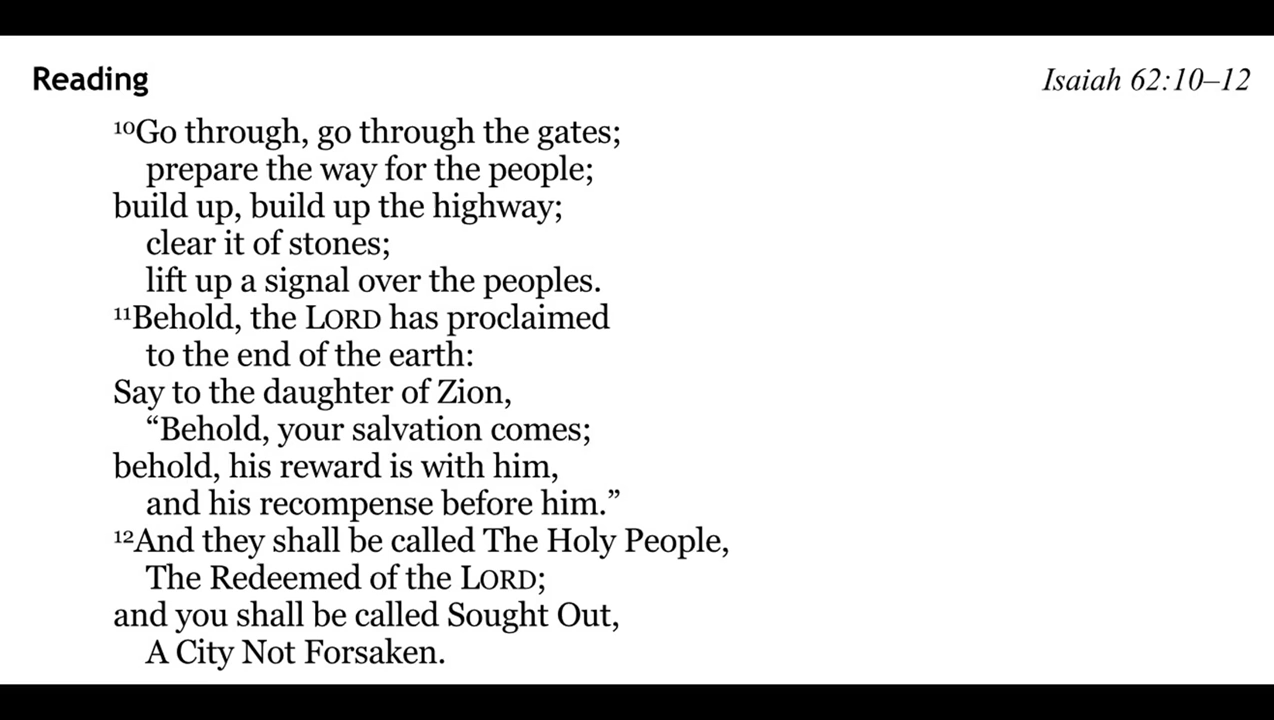 Reading Isaiah 62:10–12
¹⁰Go through, go through the gates;
prepare the way for the people;
build up, build up the highway;
clear it of stones;
lift up a signal over the peoples.
¹¹Behold, the LORD has proclaimed
to the end of the earth:
Say to the daughter of Zion,
“Behold, your salvation comes;
behold, his reward is with him,
and his recompense before him.”
¹²And they shall be called The Holy People,
The Redeemed of the LORD;
and you shall be called Sought Out,
A City Not Forsaken.